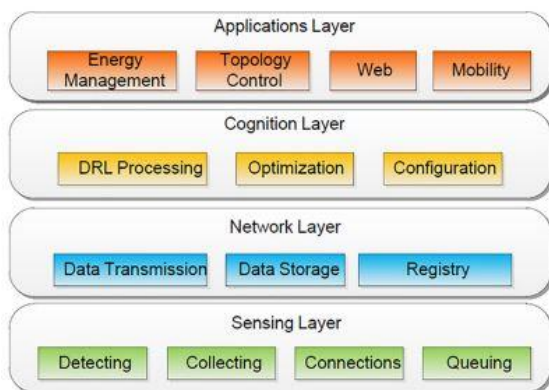 Applications Layer
Energy
Management
Topology
Control
Web
Mobility
Cognition Layer
DRL Processing
Optimization
Configuration
Network Layer
Data Transmission
Data Storage
Registry
Sensing Layer
Detecting
Collecting
Connections
Queuing